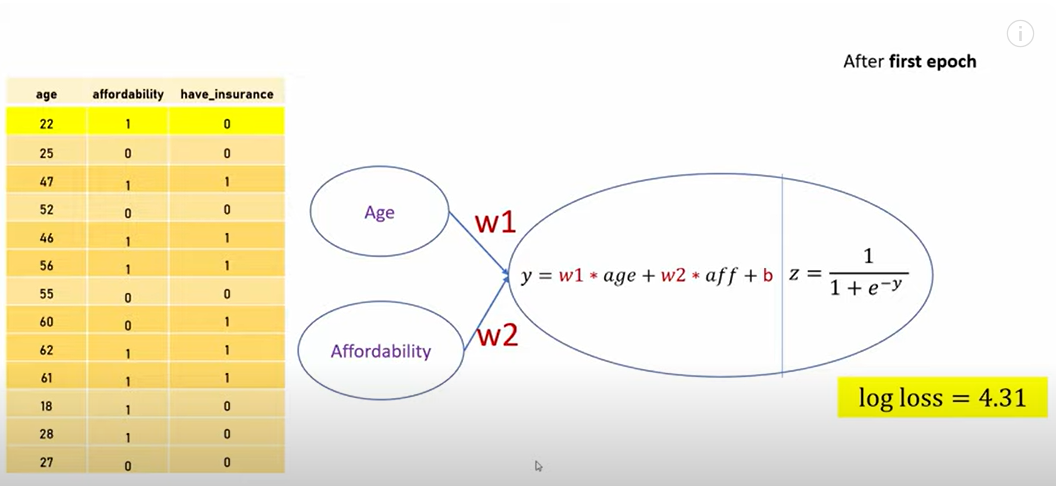 After first epoch
age affordability have_insurance
22 1 0
25 0 0
47 1 1
52 0 0
46 1 1
56 1 1
55 0 0
60 0 1
62 1 1
61 1 1
18 1 0
28 1 0
27 0 0
Age
w1
y = w1 * age + w2 * aff + b
z = 1 / (1 + e^{-y})
w2
Affordability
log loss = 4.31